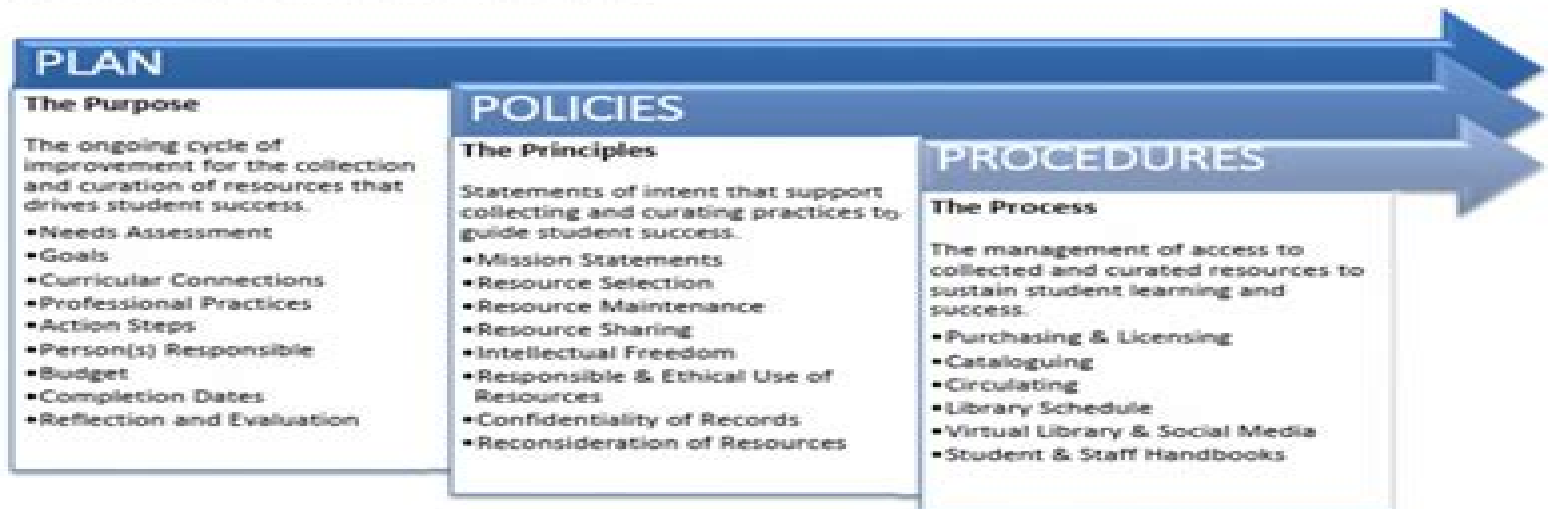 PLAN
The Purpose
The ongoing cycle of
improvement for the collection
and curation of resources that
drives student success.
▪Needs Assessment
▪Goals
▪Curricular Connections
▪Professional Practices
▪Action Steps
▪Person(s) Responsible
▪Budget
▪Completion Dates
▪Reflection and Evaluation
POLICIES
The Principles
Statements of intent that support
collecting and curating practices to
guide student success.
▪Mission Statements
▪Resource Selection
▪Resource Maintenance
▪Resource Sharing
▪Intellectual Freedom
▪Responsible & Ethical Use of
Resources
▪Confidentiality of Records
▪Reconsideration of Resources
PROCEDURES
The Process
The management of access to
collected and curated resources to
sustain student learning and
success.
▪Purchasing & Licensing
▪Cataloguing
▪Circulating
▪Library Schedule
▪Virtual Library & Social Media
▪Student & Staff Handbooks